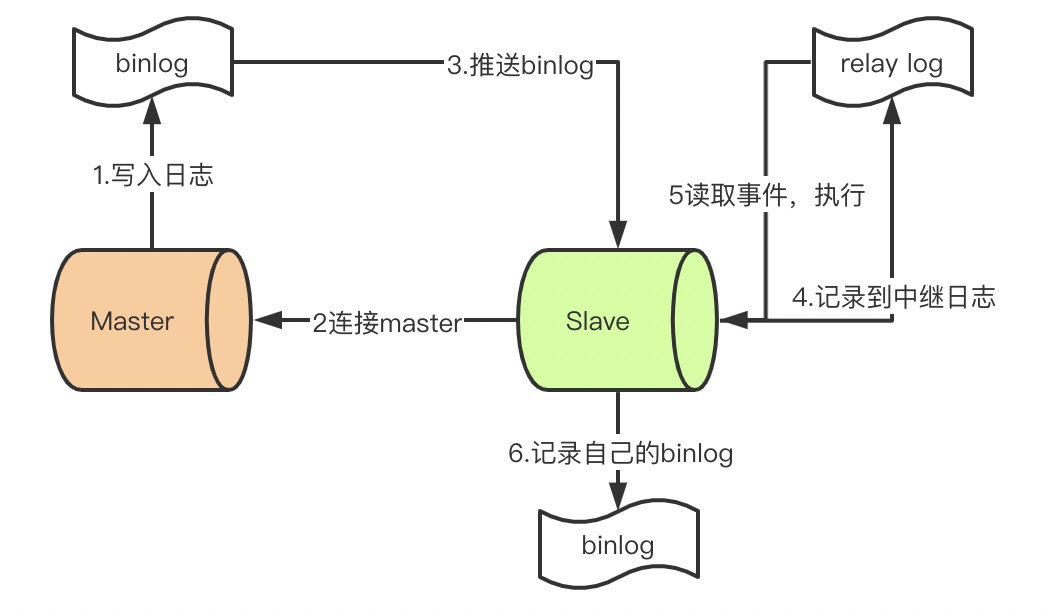 binlog
3.推送binlog
relay log
1.写入日志
5读取事件，执行
4.记录到中继日志
Master
2连接master
Slave
6.记录自己的binlog
binlog